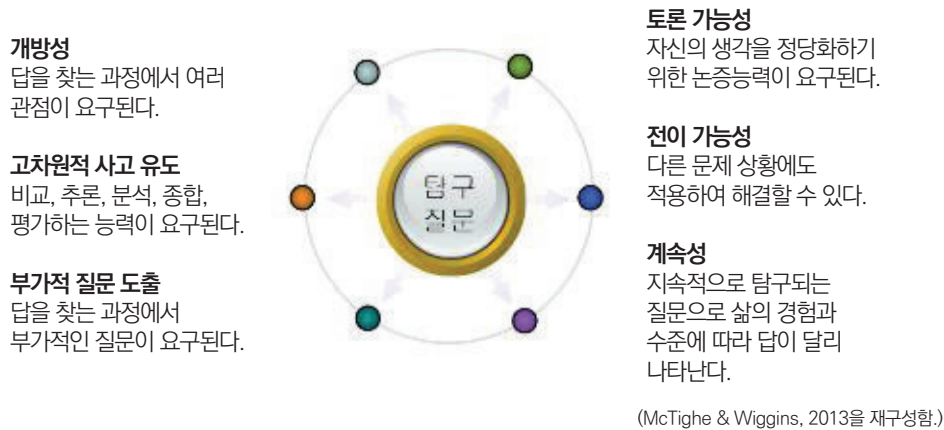 개방성
답을 찾는 과정에서 여러
관점이 요구된다.
고차원적 사고 유도
비교, 추론, 분석, 종합,
평가하는 능력이 요구된다.
부가적 질문 도출
답을 찾는 과정에서
부가적인 질문이 요구된다.
탐구
질문
토론 가능성
자신의 생각을 정당화하기
위한 논증능력이 요구된다.
전이 가능성
다른 문제 상황에도
적용하여 해결할 수 있다.
계속성
지속적으로 탐구되는
질문으로 삶의 경험과
수준에 따라 답이 달리
나타난다.
(McTighe & Wiggins, 2013을 재구성함.)